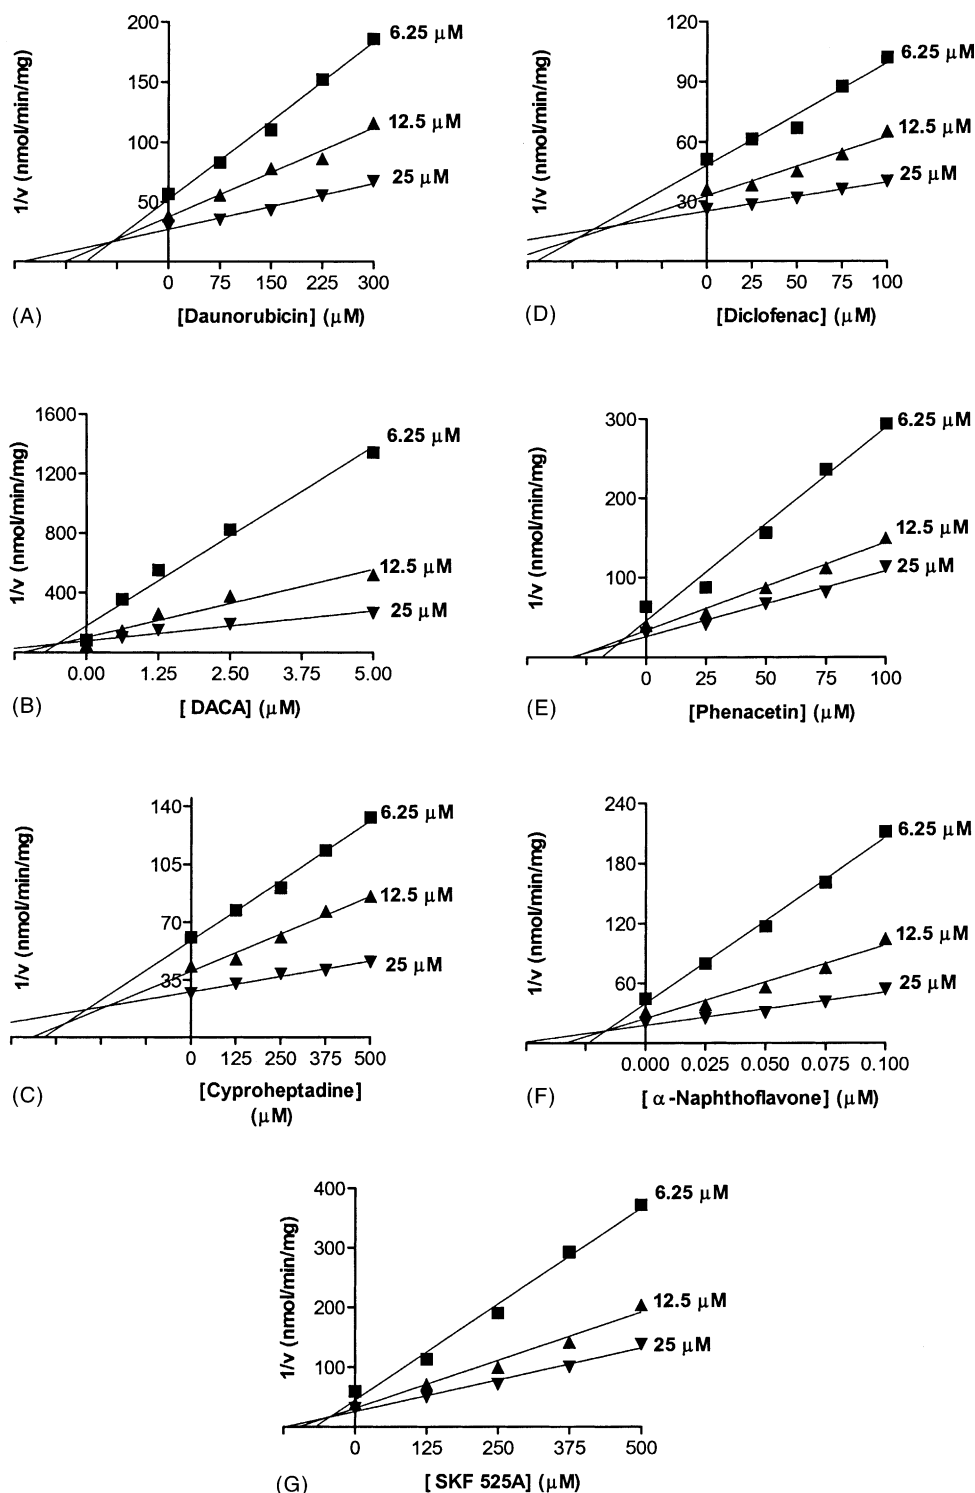 200
150
100
50
1/v (nmol/min/mg)
6.25 μM
12.5 μM
25 μM
0 75 150 225 300
(A)
[Daunorubicin] (μM)
120
90
60
30
1/v (nmol/min/mg)
6.25 μM
12.5 μM
25 μM
0 25 50 75 100
(D)
[Diclofenac] (μM)
1600
1200
800
400
1/v (nmol/min/mg)
6.25 μM
12.5 μM
25 μM
0.00 1.25 2.50 3.75 5.00
(B)
[ DACA] (μM)
300
200
100
1/v (nmol/min/mg)
6.25 μM
12.5 μM
25 μM
0 25 50 75 100
(E)
[Phenacetin] (μM)
140
105
70
35
1/v (nmol/min/mg)
6.25 μM
12.5 μM
25 μM
0 125 250 375 500
(C)
[Cyproheptadine]
(μM)
240
180
120
60
1/v (nmol/min/mg)
6.25 μM
12.5 μM
25 μM
0.000 0.025 0.050 0.075 0.100
(F)
[ α-Naphthoflavone] (μM)
400
300
200
100
1/v (nmol/min/mg)
6.25 μM
12.5 μM
25 μM
0 125 250 375 500
(G)
[ SKF 525A] (μM)